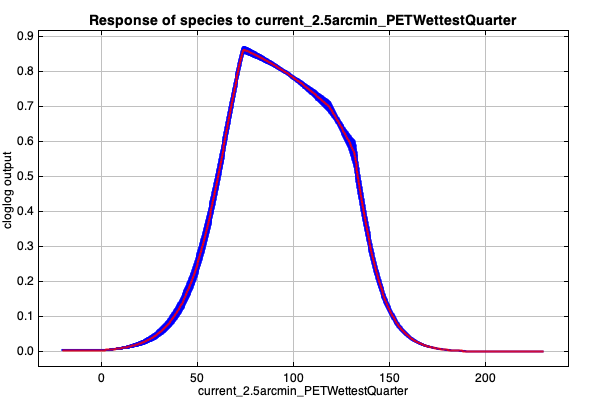 Response of species to current_2.5arcmin_PETWettestQuarter
0.9
0.8
0.7
0.6
0.5
0.4
0.3
0.2
0.1
0.0
cloglog output
0 50 100 150 200
current_2.5arcmin_PETWettestQuarter